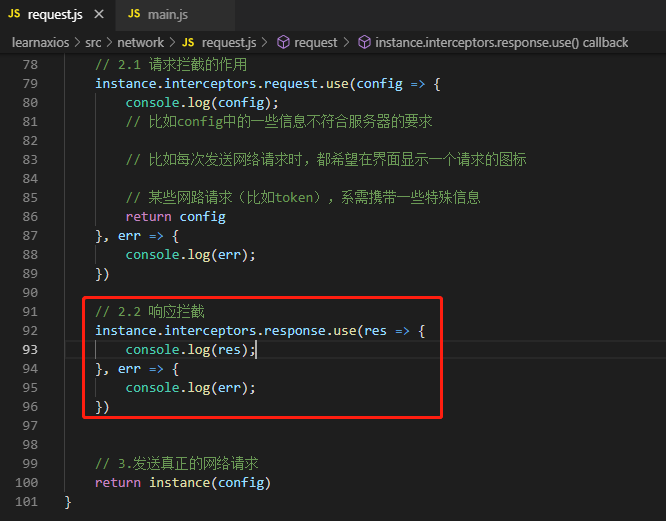 JS request.js × JS main.js
learnaxios > src > network > JS request.js > request > instance.interceptors.response.use() callback
78 // 2.1 请求拦截的作用
79 instance.interceptors.request.use(config => {
80 console.log(config);
81 // 比如config中的一些信息不符合服务器的要求
82
83 // 比如每次发送网络请求时，都希望在界面显示一个请求的图标
84
85 // 某些网路请求（比如token），系需携带一些特殊信息
86 return config
87 }, err => {
88 console.log(err);
89 })
90
91 // 2.2 响应拦截
92 instance.interceptors.response.use(res => {
93 console.log(res);
94 }, err => {
95 console.log(err);
96 })
97
98
99 // 3.发送真正的网络请求
100 return instance(config)
101 }